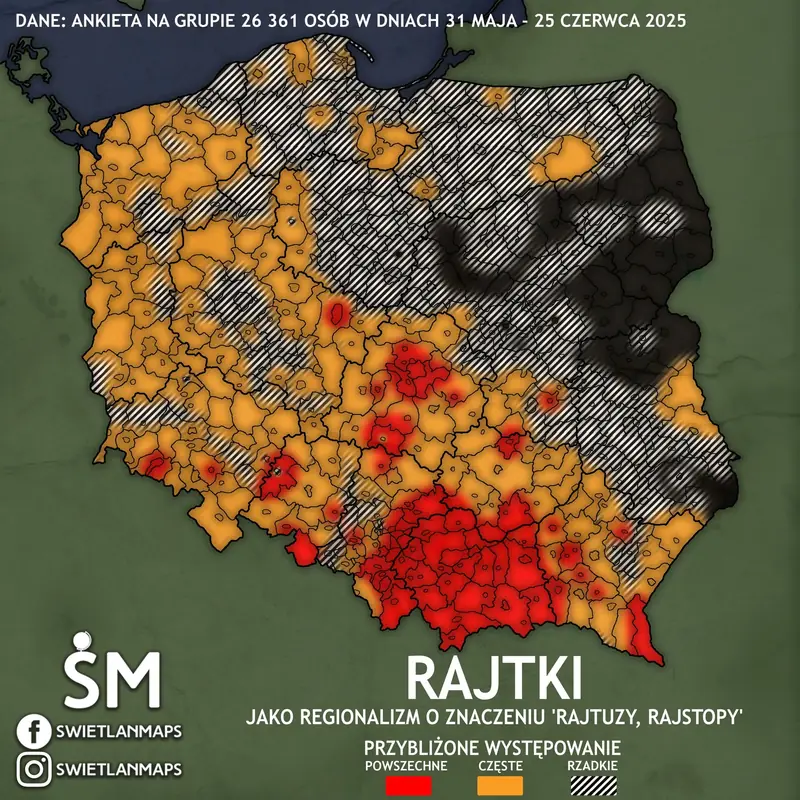 DANE: ANKIETA NA GRUPIE 26 361 OSÓB W DNIACH 31 MAJA - 25 CZERWCA 2025
ŚM
SWIETLANMAPS
SWIETLANMAPS
RAJTKI
JAKO REGIONALIZM O ZNACZENIU 'RAJTUZY, RAJSTOPY'
PRZYBLIŻONE WYSTĘPOWANIE
POWSZECHNE CZĘSTE RZADKIE